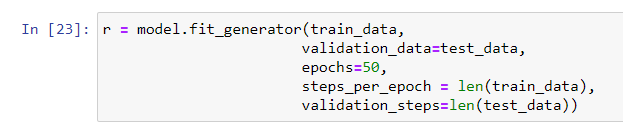 In [23]: r = model.fit_generator(train_data,
validation_data=test_data,
epochs=50,
steps_per_epoch = len(train_data),
validation_steps=len(test_data))